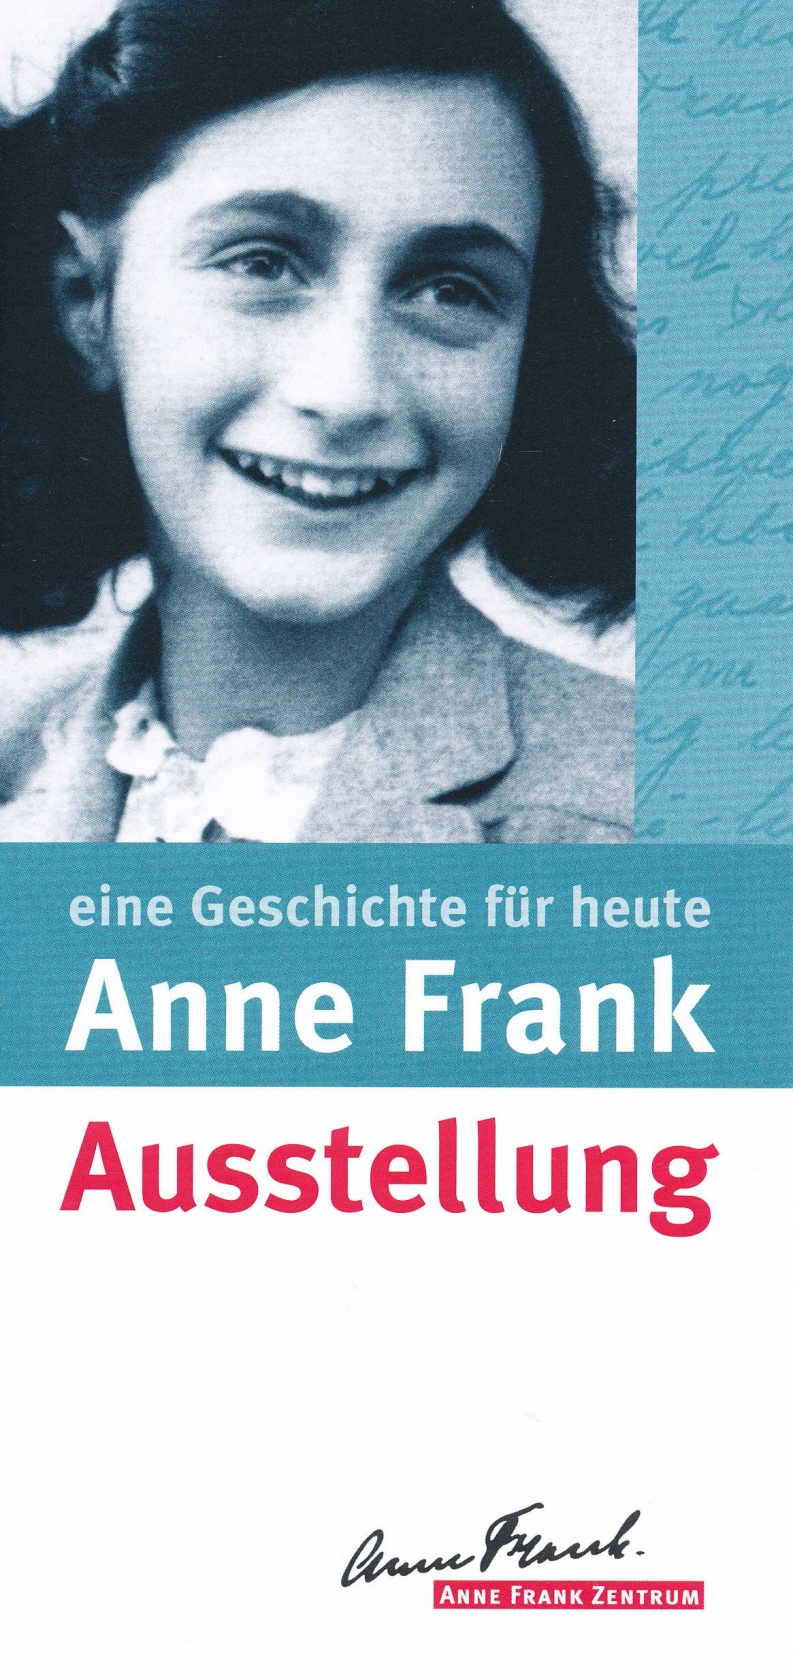 eine Geschichte für heute
Anne Frank
Ausstellung
Anne Frank.
ANNE FRANK ZENTRUM